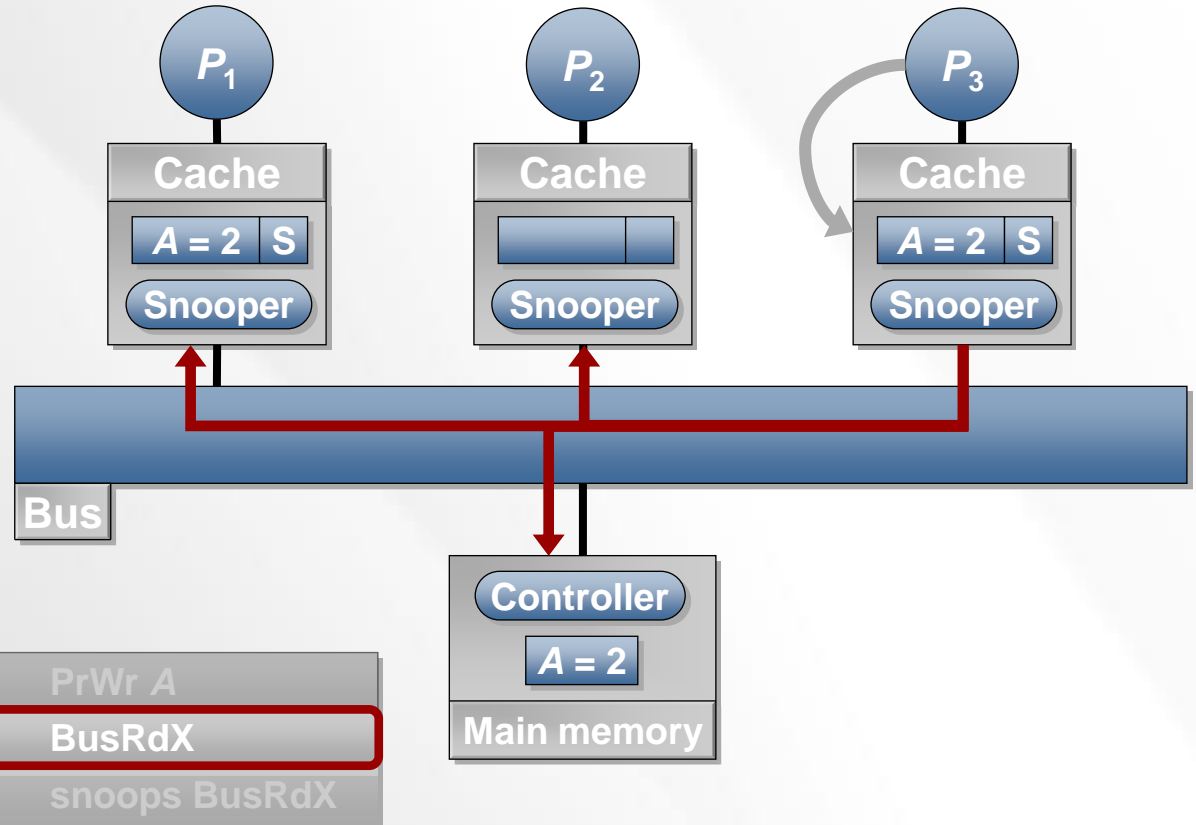 P1 P2 P3
Cache Cache Cache
A = 2 S A = 2 S
Snooper Snooper Snooper
Bus
Controller
A = 2
Main memory
PrWr A
BusRdX
snoops BusRdX